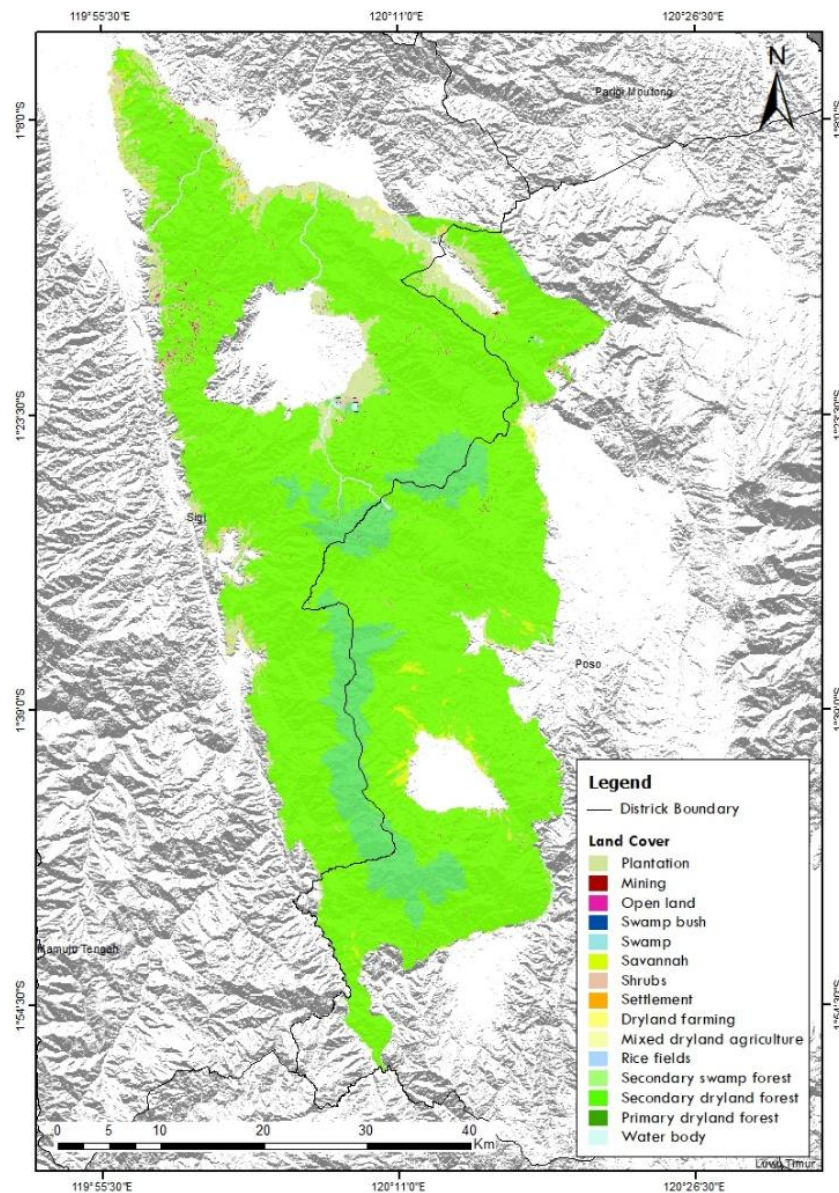 119°55'30"E 120°11'0"E 120°26'30"E
N
Parigi Moutong
1°8'0"S
1°23'30"S
Sigi
Poso
1°39'0"S
Legend
Districk Boundary
Land Cover
Plantation
Mining
Open land
Swamp bush
Swamp
Savannah
Shrubs
Settlement
Dryland farming
Mixed dryland agriculture
Rice fields
Secondary swamp forest
Secondary dryland forest
Primary dryland forest
Water body
1°54'30"S
0 5 10 20 30 40
Km
Luwu Timur
119°55'30"E 120°11'0"E 120°26'30"E